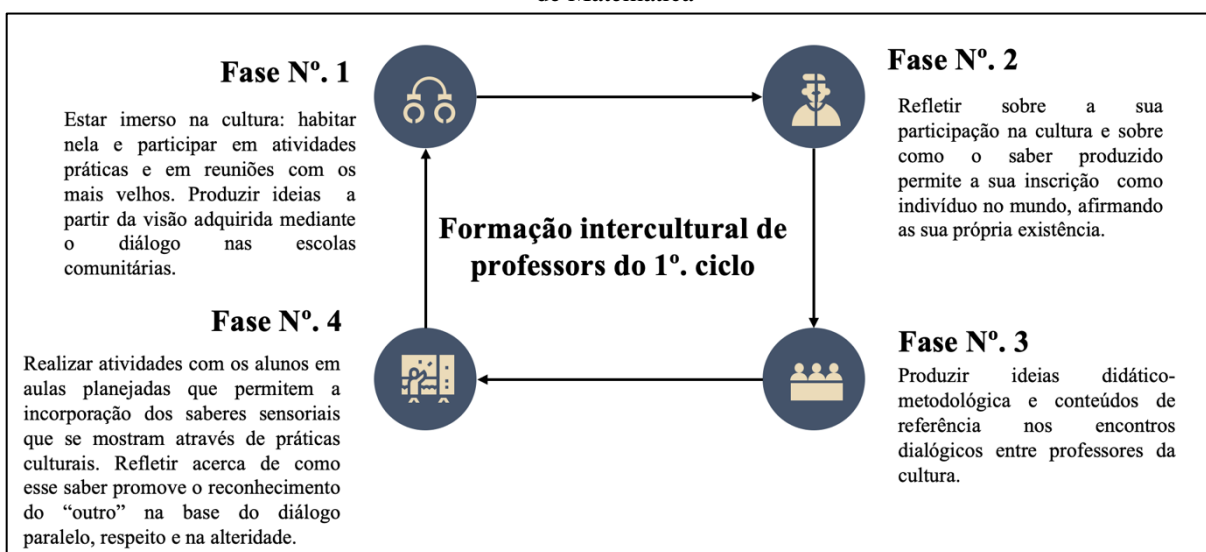 de Matemática
Fase Nº. 1
Estar imerso na cultura: habitar
nela e participar em atividades
práticas e em reuniões com os
mais velhos. Produzir ideias a
partir da visão adquirida mediante
o diálogo nas escolas
comunitárias.
Fase Nº. 2
Refletir sobre a sua
participação na cultura e sobre
como o saber produzido
permite a sua inscrição como
indivíduo no mundo, afirmando
as sua própria existência.
Formação intercultural de
professors do 1º. ciclo
Fase Nº. 3
Produzir ideias didático-
metodológica e conteúdos de
referência nos encontros
dialógicos entre professores da
cultura.
Fase Nº. 4
Realizar atividades com os alunos em
aulas planejadas que permitem a
incorporação dos saberes sensoriais
que se mostram através de práticas
culturais. Refletir acerca de como
esse saber promove o reconhecimento
do “outro” na base do diálogo
paralelo, respeito e na alteridade.